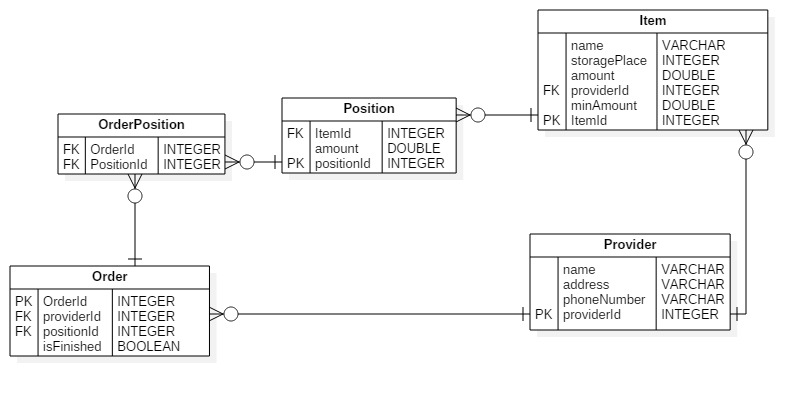 Item
name VARCHAR
storagePlace INTEGER
amount DOUBLE
FK providerId INTEGER
minAmount DOUBLE
PK ItemId INTEGER
Position
FK ItemId INTEGER
amount DOUBLE
PK positionId INTEGER
OrderPosition
FK OrderId INTEGER
FK PositionId INTEGER
Provider
name VARCHAR
address VARCHAR
phoneNumber VARCHAR
PK providerId INTEGER
Order
PK OrderId INTEGER
FK providerId INTEGER
FK positionId INTEGER
isFinished BOOLEAN